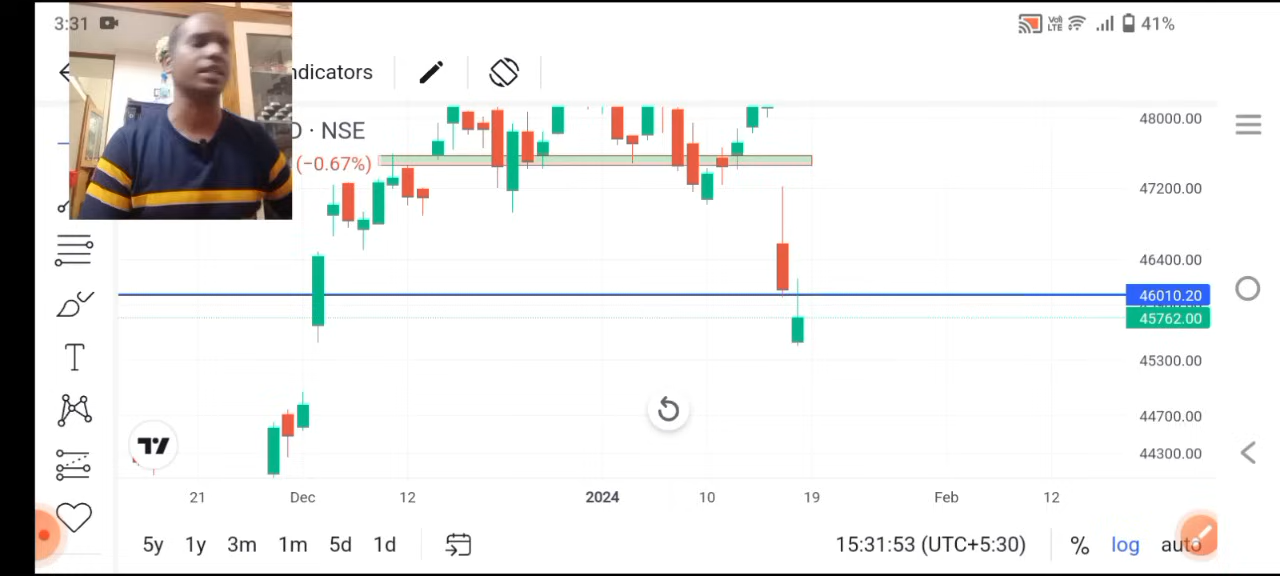 3:31
Vo)
LTE
41%
ndicators
D · NSE
(−0.67%)
48000.00
47200.00
46400.00
46010.20
45762.00
45300.00
44700.00
44300.00
T
21 Dec 12 2024 10 19 Feb 12
5y 1y 3m 1m 5d 1d 15:31:53 (UTC+5:30) % log auto